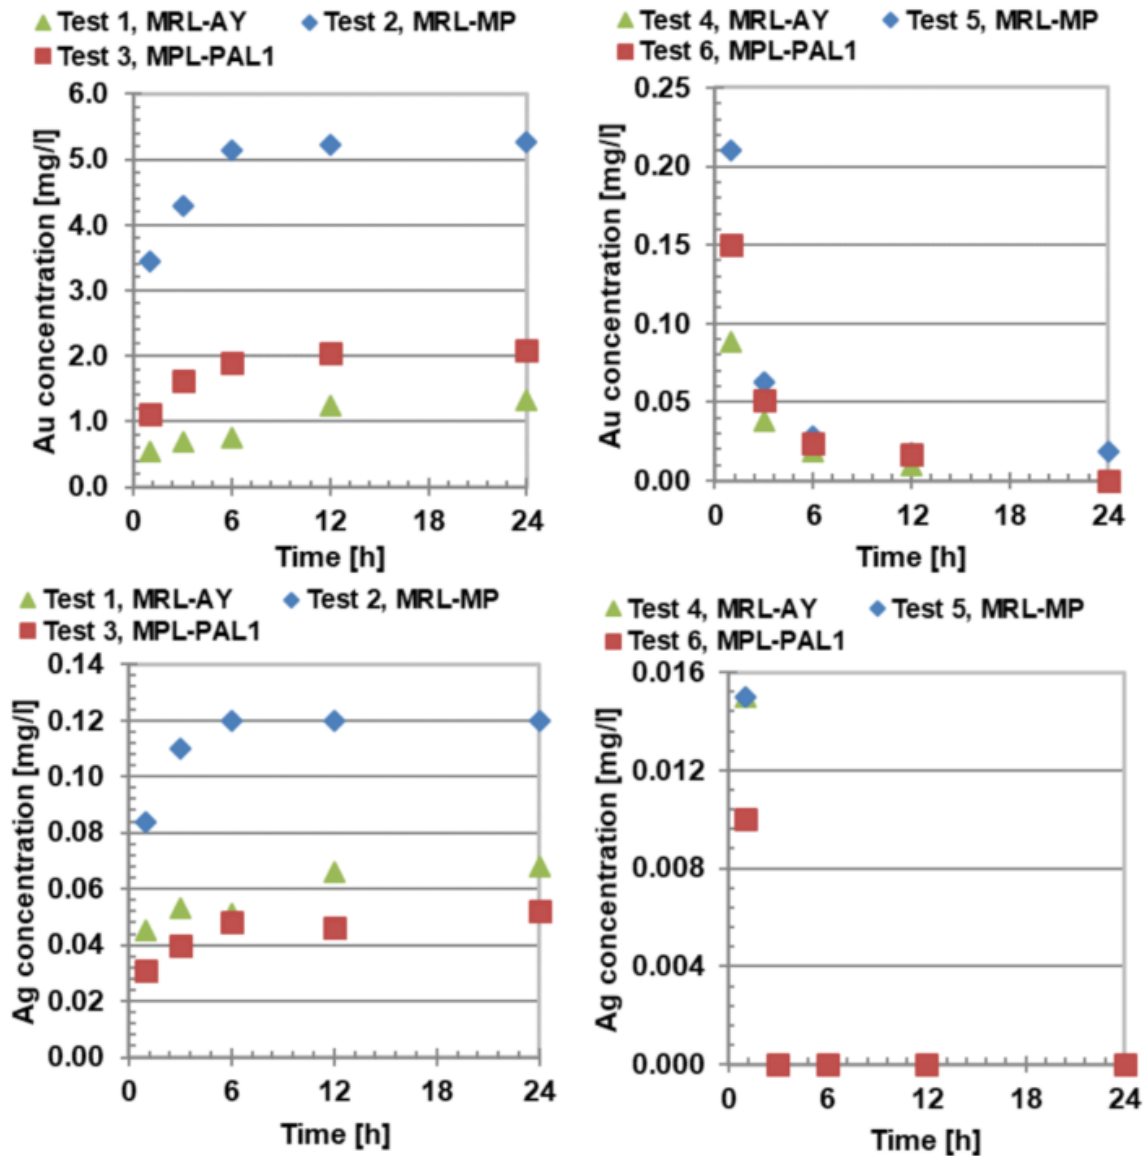 Test 1, MRL-AY Test 2, MRL-MP
Test 3, MPL-PAL1
Au concentration [mg/l]
6.0
5.0
4.0
3.0
2.0
1.0
0.0
0 6 12 18 24
Time [h]
Test 4, MRL-AY Test 5, MRL-MP
Test 6, MPL-PAL1
Au concentration [mg/l]
0.25
0.20
0.15
0.10
0.05
0.00
0 6 12 18 24
Time [h]
Test 1, MRL-AY Test 2, MRL-MP
Test 3, MPL-PAL1
Ag concentration [mg/l]
0.14
0.12
0.10
0.08
0.06
0.04
0.02
0.00
0 6 12 18 24
Time [h]
Test 4, MRL-AY Test 5, MRL-MP
Test 6, MPL-PAL1
Ag concentration [mg/l]
0.016
0.012
0.008
0.004
0.000
0 6 12 18 24
Time [h]